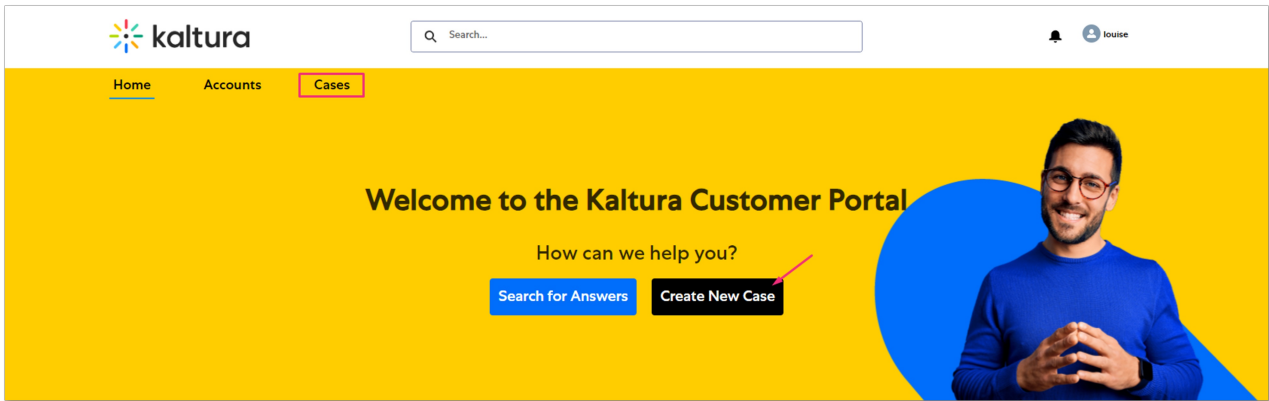 kaltura
Search...
louise
Home Accounts Cases
Welcome to the Kaltura Customer Portal
How can we help you?
Search for Answers Create New Case